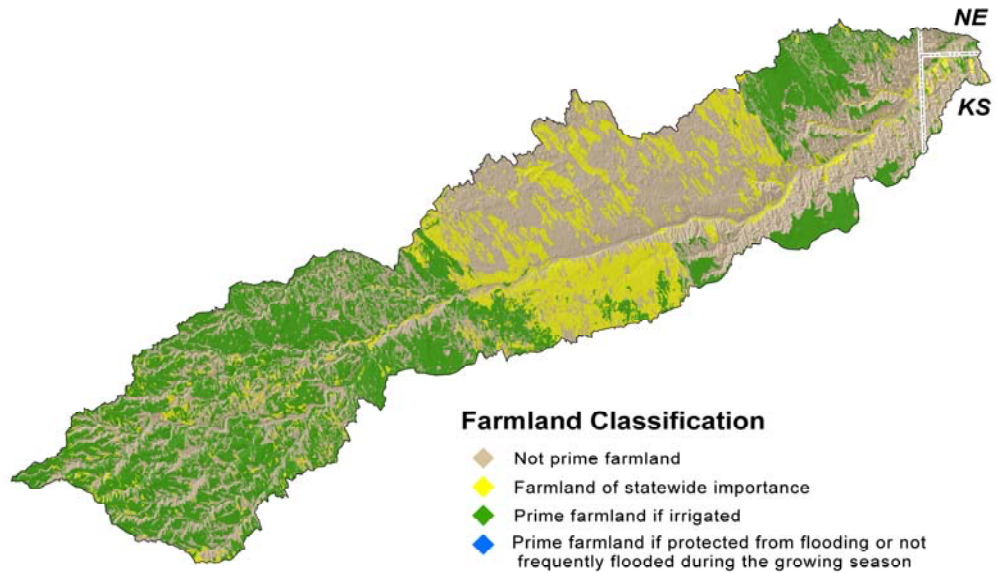 NE
KS
Farmland Classification
Not prime farmland
Farmland of statewide importance
Prime farmland if irrigated
Prime farmland if protected from flooding or not
frequently flooded during the growing season